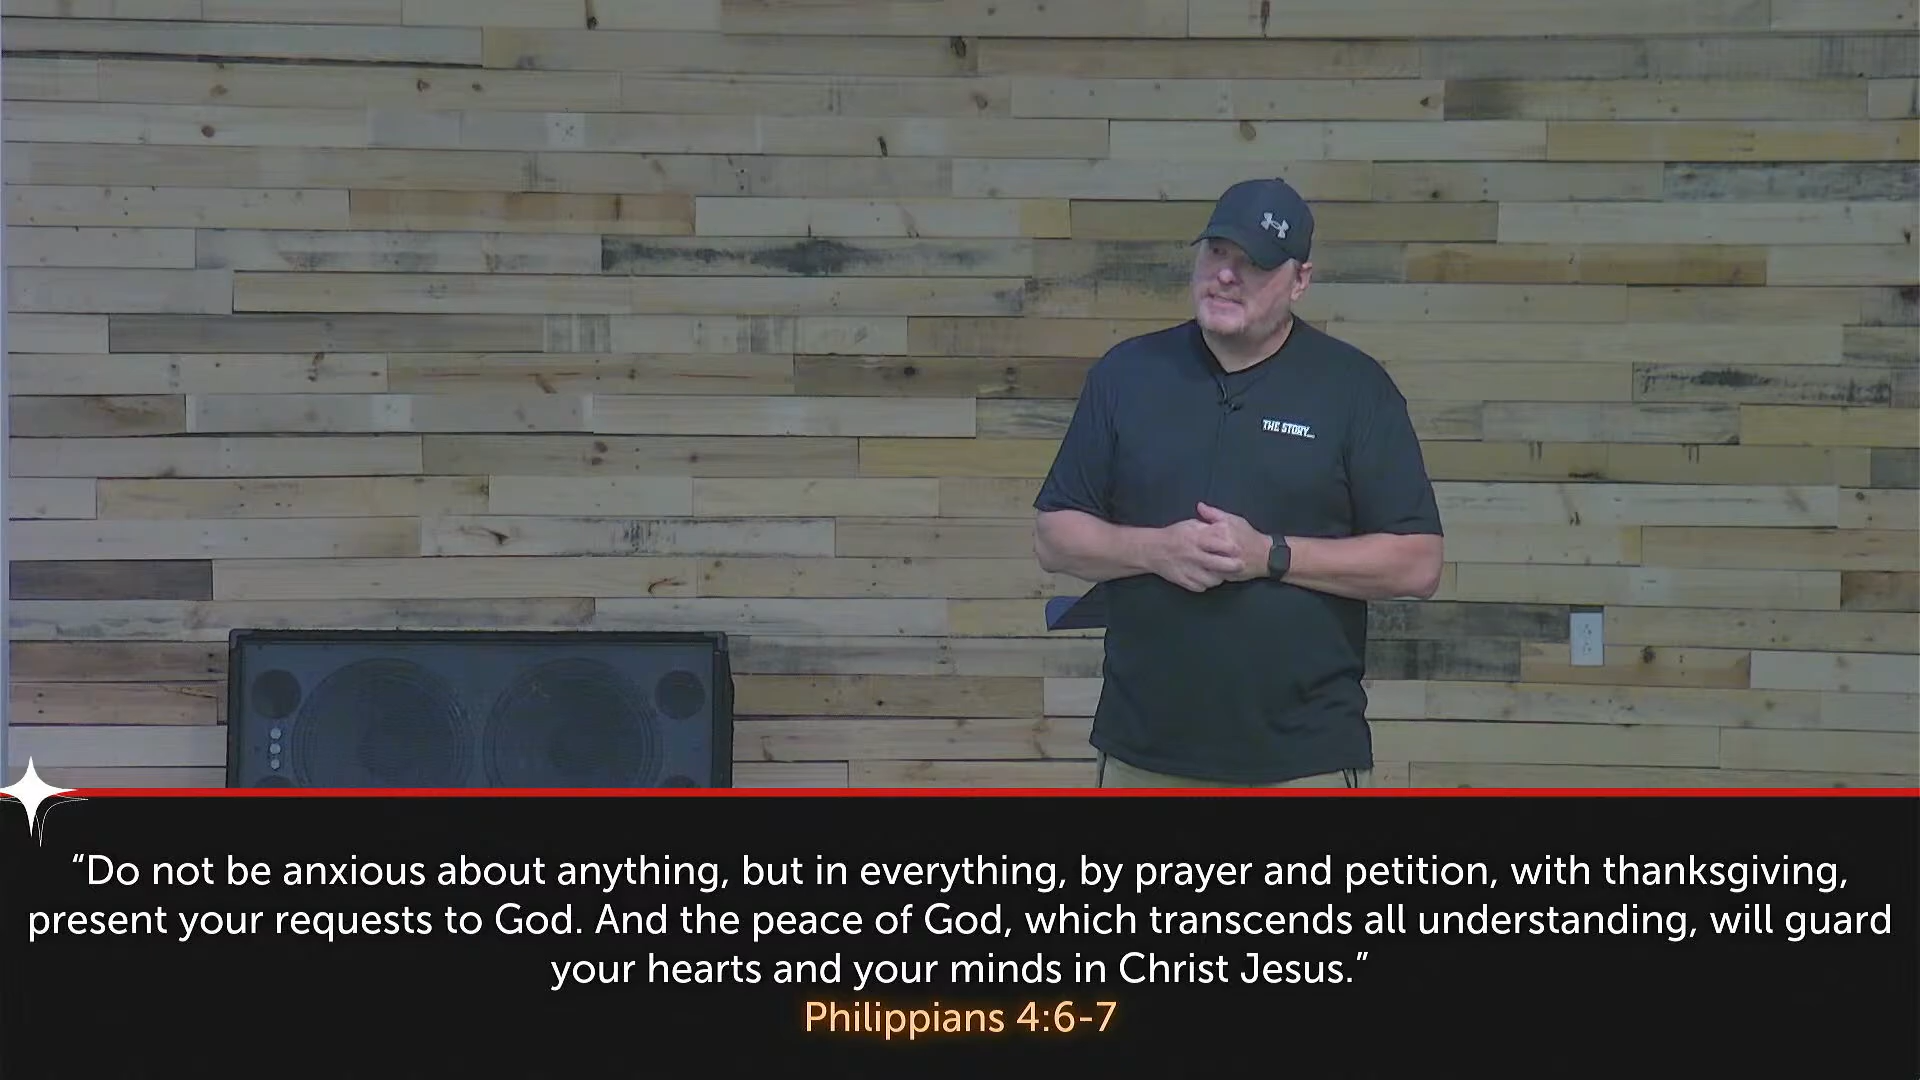 THE STORY
“Do not be anxious about anything, but in everything, by prayer and petition, with thanksgiving,
present your requests to God. And the peace of God, which transcends all understanding, will guard
your hearts and your minds in Christ Jesus.”
Philippians 4:6-7